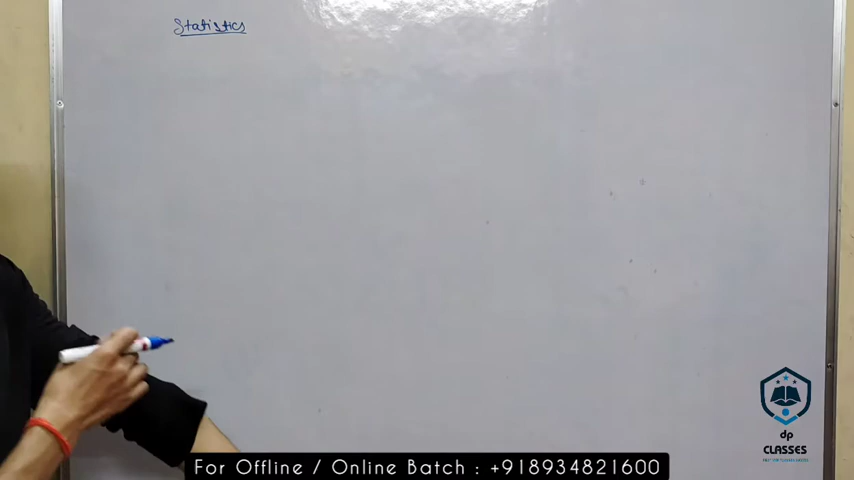 Statistics
dp
CLASSES
For Offline / Online Batch : +918934821600